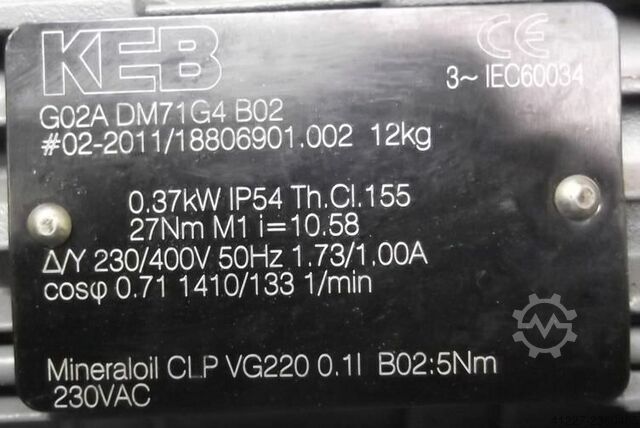 KEB
CE
3~ IEC60034
G02A DM71G4 B02
#02-2011/18806901.002 12kg
0.37kW IP54 Th.Cl.155
27Nm M1 i=10.58
Δ/Y 230/400V 50Hz 1.73/1.00A
cosφ 0.71 1410/133 1/min
Mineraloil CLP VG220 0.1l B02:5Nm
230VAC